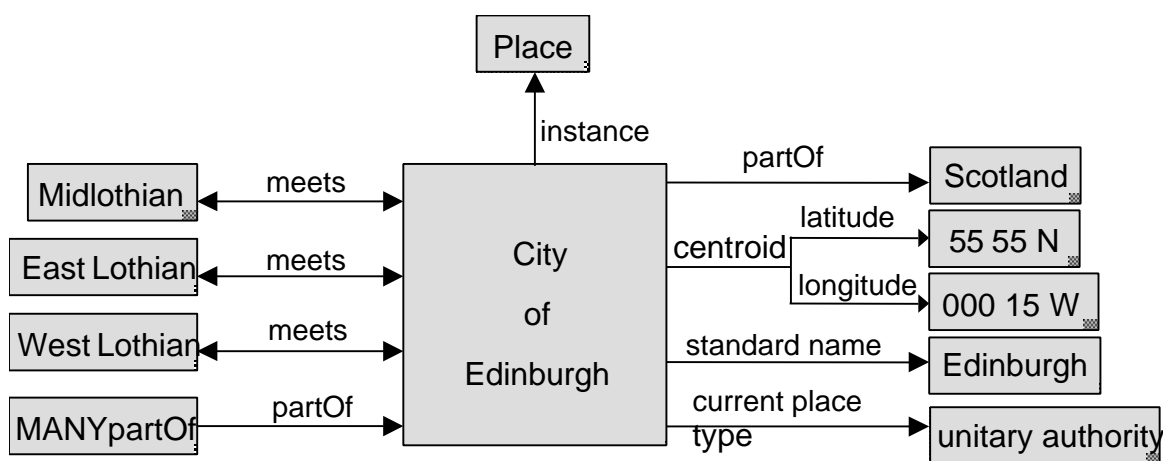 Place
instance
Midlothian
meets
East Lothian
meets
West Lothian
meets
MANYpartOf
partOf
City
of
Edinburgh
partOf
Scotland
centroid
latitude
55 55 N
longitude
000 15 W
standard name
Edinburgh
current place
type
unitary authority